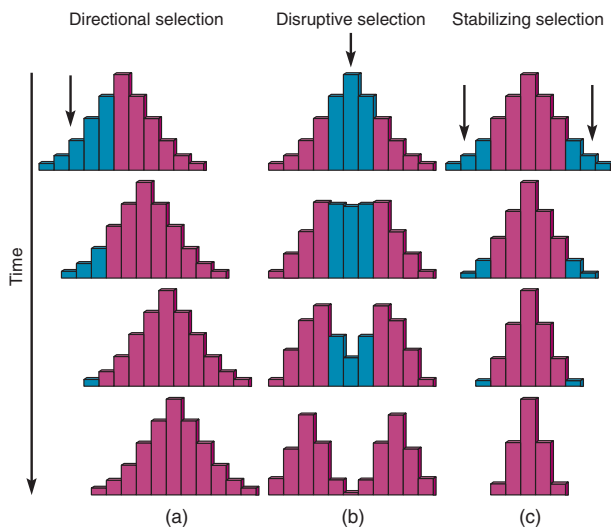 Directional selection
Disruptive selection
Stabilizing selection
Time
(a)
(b)
(c)